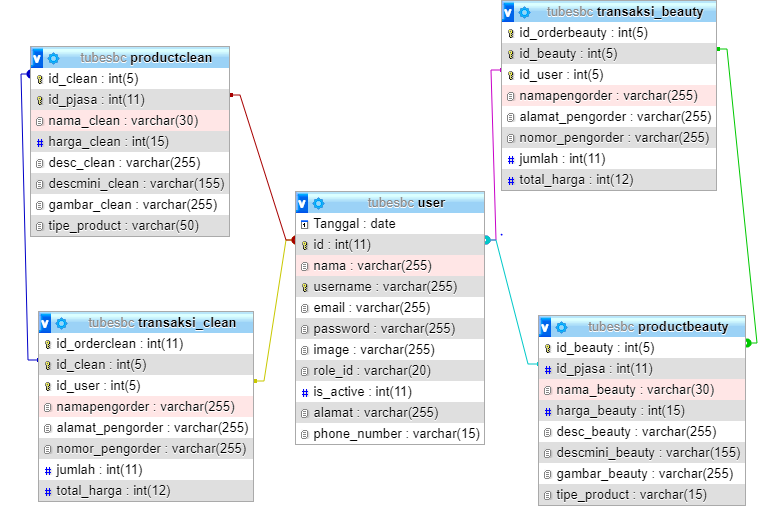 tubesbc productclean
id_clean : int(5)
id_pjasa : int(11)
nama_clean : varchar(30)
# harga_clean : int(15)
desc_clean : varchar(255)
descmini_clean : varchar(155)
gambar_clean : varchar(255)
tipe_product : varchar(50)
tubesbc transaksi_clean
id_orderclean : int(11)
id_clean : int(5)
id_user : int(5)
namapengorder : varchar(255)
alamat_pengorder : varchar(255)
nomor_pengorder : varchar(255)
# jumlah : int(11)
# total_harga : int(12)
tubesbc user
Tanggal : date
id : int(11)
nama : varchar(255)
username : varchar(255)
email : varchar(255)
password : varchar(255)
image : varchar(255)
role_id : varchar(20)
# is_active : int(11)
alamat : varchar(255)
phone_number : varchar(15)
tubesbc transaksi_beauty
id_orderbeauty : int(5)
id_beauty : int(5)
id_user : int(5)
namapengorder : varchar(255)
alamat_pengorder : varchar(255)
nomor_pengorder : varchar(255)
# jumlah : int(11)
# total_harga : int(12)
tubesbc productbeauty
id_beauty : int(5)
# id_pjasa : int(11)
nama_beauty : varchar(30)
# harga_beauty : int(15)
desc_beauty : varchar(255)
descmini_beauty : varchar(155)
gambar_beauty : varchar(255)
tipe_product : varchar(15)